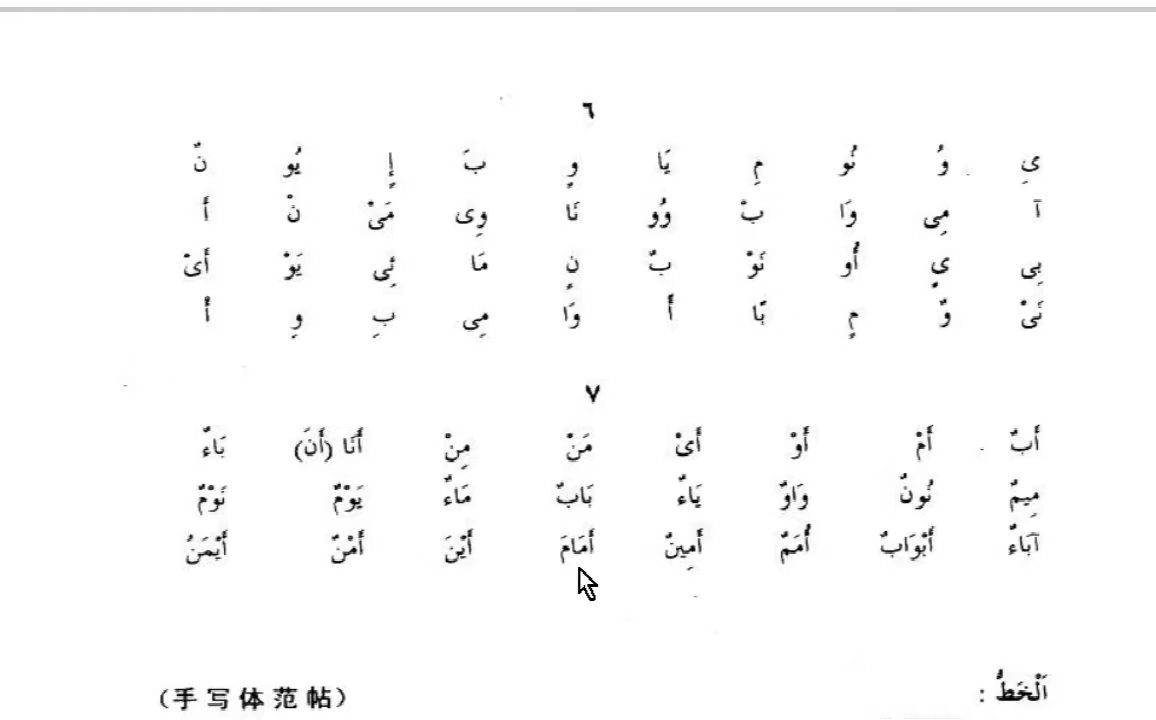 ٦
ىِ وُ نُو مِ يَا وٍ بَ إٍ يُو نٌ
آ مِى وَا بْ وُو نَا وِى مَىْ نْ أَ
بِى ىٍ أُو نَوْ بٌ نٍ مَا ئِى يَوْ أَىْ
نَىْ وٌ مٍ بًا أَ وَا مِى بِ وِ أُ
٧
أَبٌ أَمْ أَوْ أَىْ مَنْ مِنْ أَنَا (أَنَ) بَاءٌ
مِيمٌ نُونٌ وَاوٌ يَاءٌ بَابٌ مَاءٌ يَوْمٌ نَوْمٌ
آبَاءٌ أَبْوَابٌ أُمَمٌ أَمِينٌ أَمَامَ أَيْنَ أَمْنٌ أَيْمَنُ
اَلْخَطُّ : (手写体范帖)